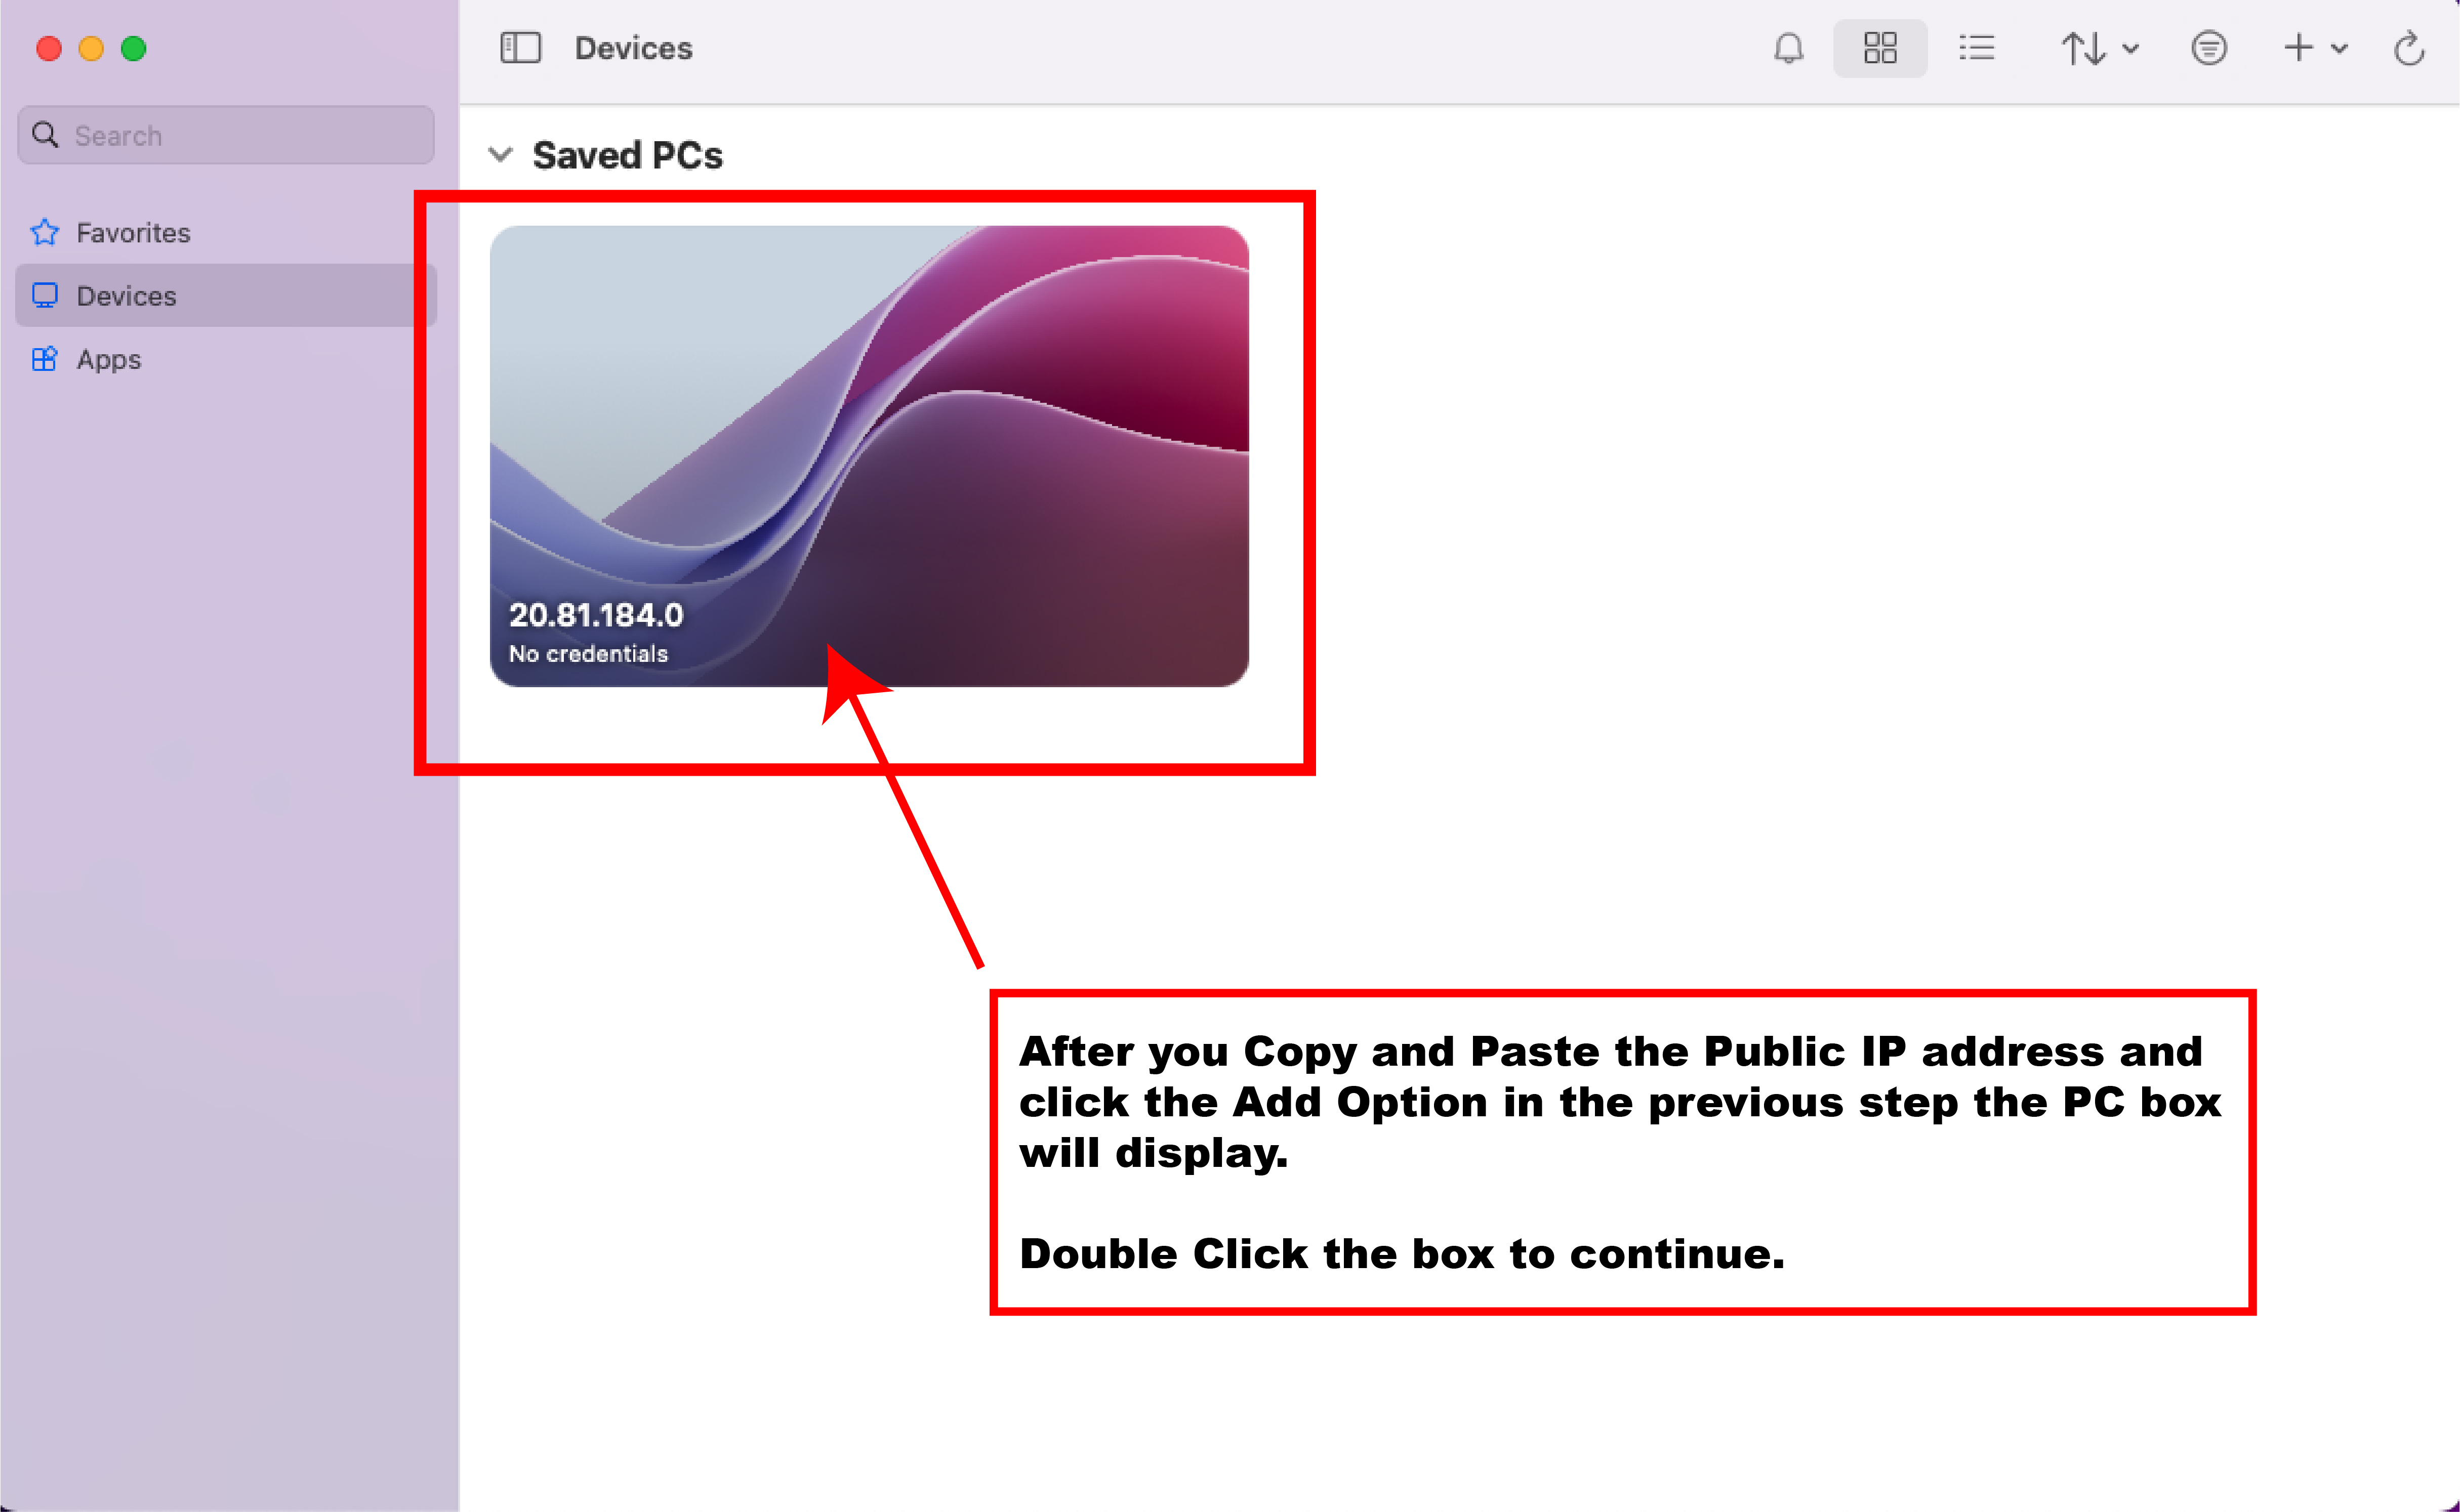 Devices
Search
Saved PCs
Favorites
Devices
Apps
20.81.184.0
No credentials
After you Copy and Paste the Public IP address and
click the Add Option in the previous step the PC box
will display.
Double Click the box to continue.